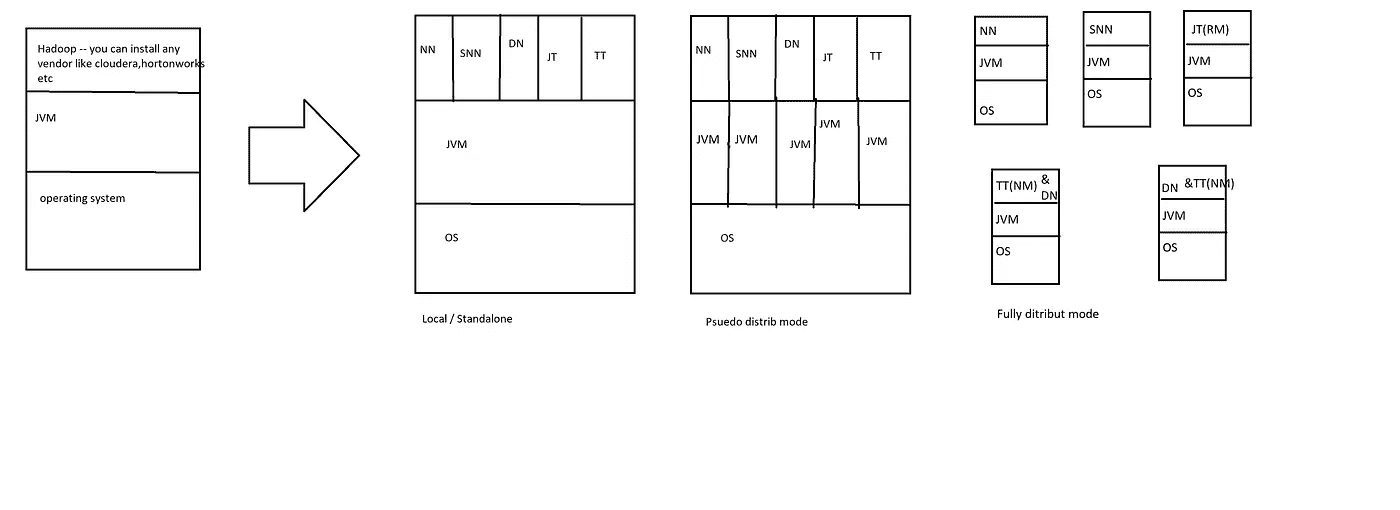 Hadoop -- you can install any
vendor like cloudera,hortonworks
etc
JVM
operating system
NN
SNN
DN
JT
TT
JVM
OS
Local / Standalone
NN
SNN
DN
JT
TT
JVM
JVM
JVM
JVM
JVM
OS
Psuedo distrib mode
NN
JVM
OS
SNN
JVM
OS
JT(RM)
JVM
OS
TT(NM) &
DN
JVM
OS
DN &TT(NM)
JVM
OS
Fully ditribut mode